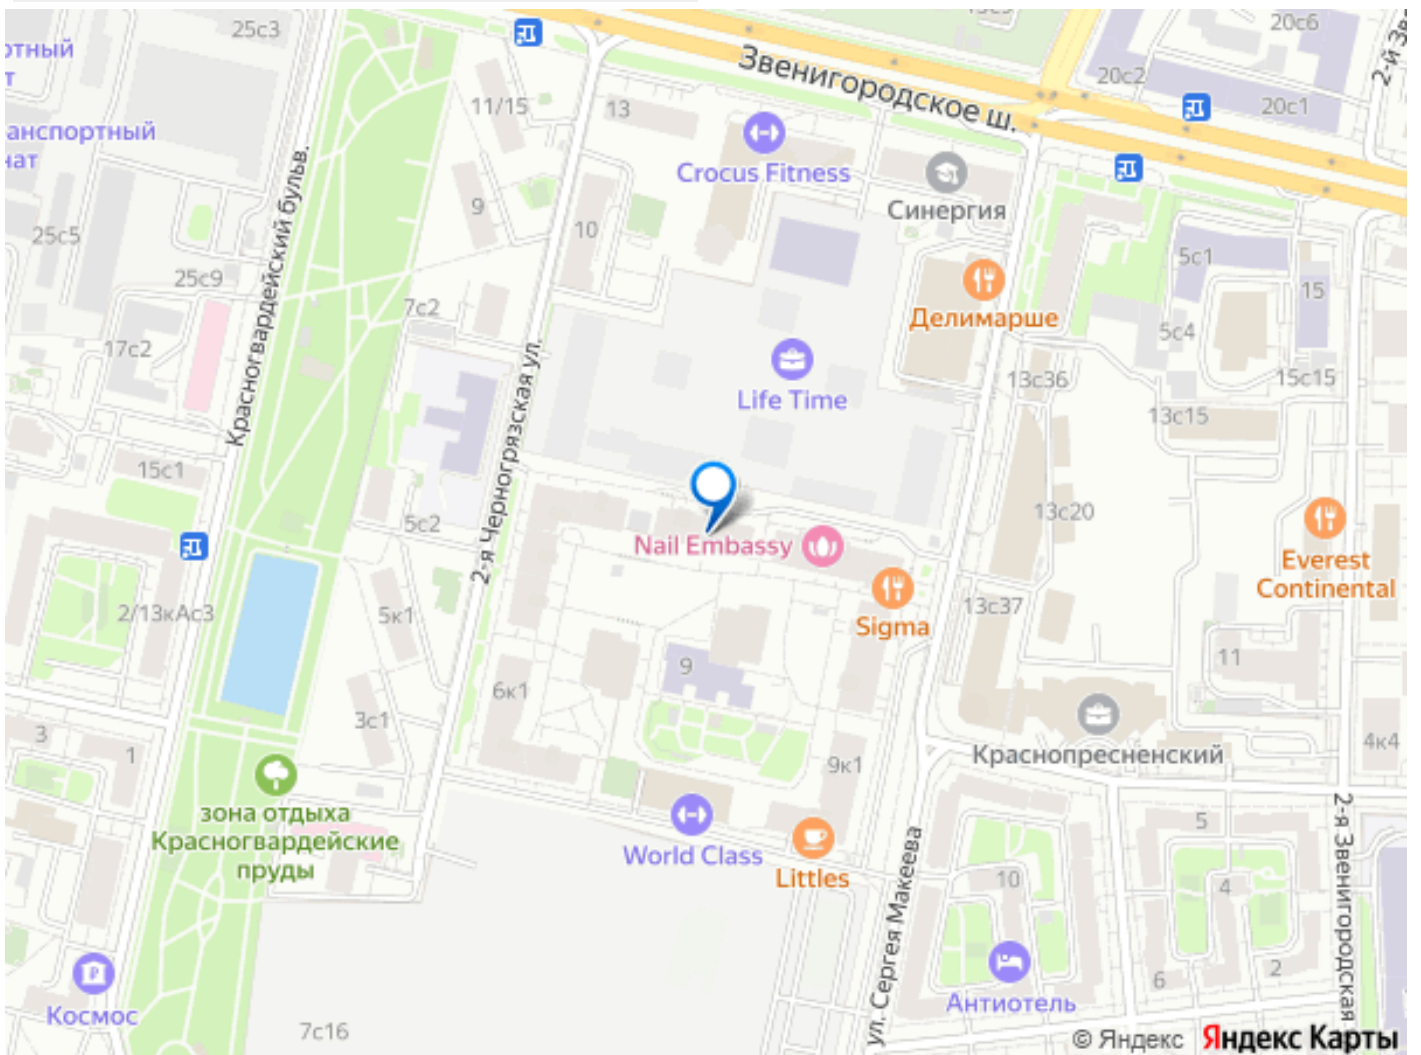 25с3
отный
т
анспортный
нат
11/15
13
Звенигородское ш.
20с6
20с2
20с1
Crocus Fitness
Синергия
9
10
25с5
25с9
Красногвардейский бульв.
7с2
17с2
5с1
15
Делимарше
5с4
2-я Черногрязская ул.
Life Time
13с36
15с15
13с15
15с1
5с2
13с20
Nail Embassy
Everest
Continental
2/13кАс3
5к1
13с37
Sigma
9
11
6к1
3с1
3
1
Краснопресненский
4к4
9к1
зона отдыха
Красногвардейские
пруды
World Class
Littles
ул. Сергея Макеева
5
2-я Звенигородская
10
4
6
2
Космос
Антиотель
7с16
© Яндекс Яндекс Карты